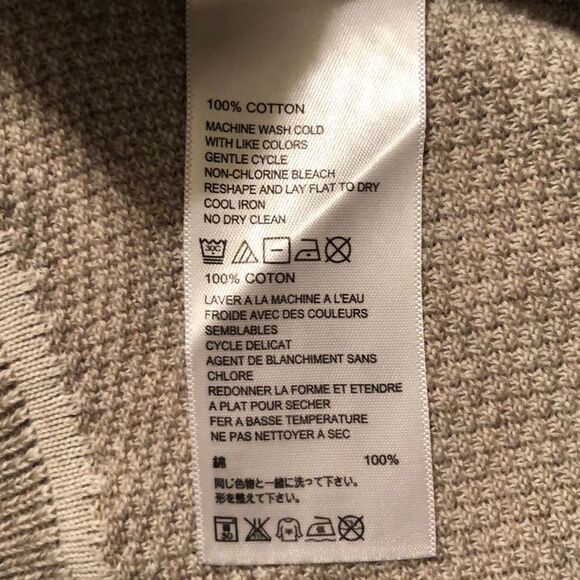 100% COTTON
MACHINE WASH COLD
WITH LIKE COLORS
GENTLE CYCLE
NON-CHLORINE BLEACH
RESHAPE AND LAY FLAT TO DRY
COOL IRON
NO DRY CLEAN
30C
100% COTON
LAVER A LA MACHINE A L'EAU
FROIDE AVEC DES COULEURS
SEMBLABLES
CYCLE DELICAT
AGENT DE BLANCHIMENT SANS
CHLORE
REDONNER LA FORME ET ETENDRE
A PLAT POUR SECHER
FER A BASSE TEMPERATURE
NE PAS NETTOYER A SEC
綿 100%
同じ色物と一緒に洗って下さい。
形を整えて下さい。
30